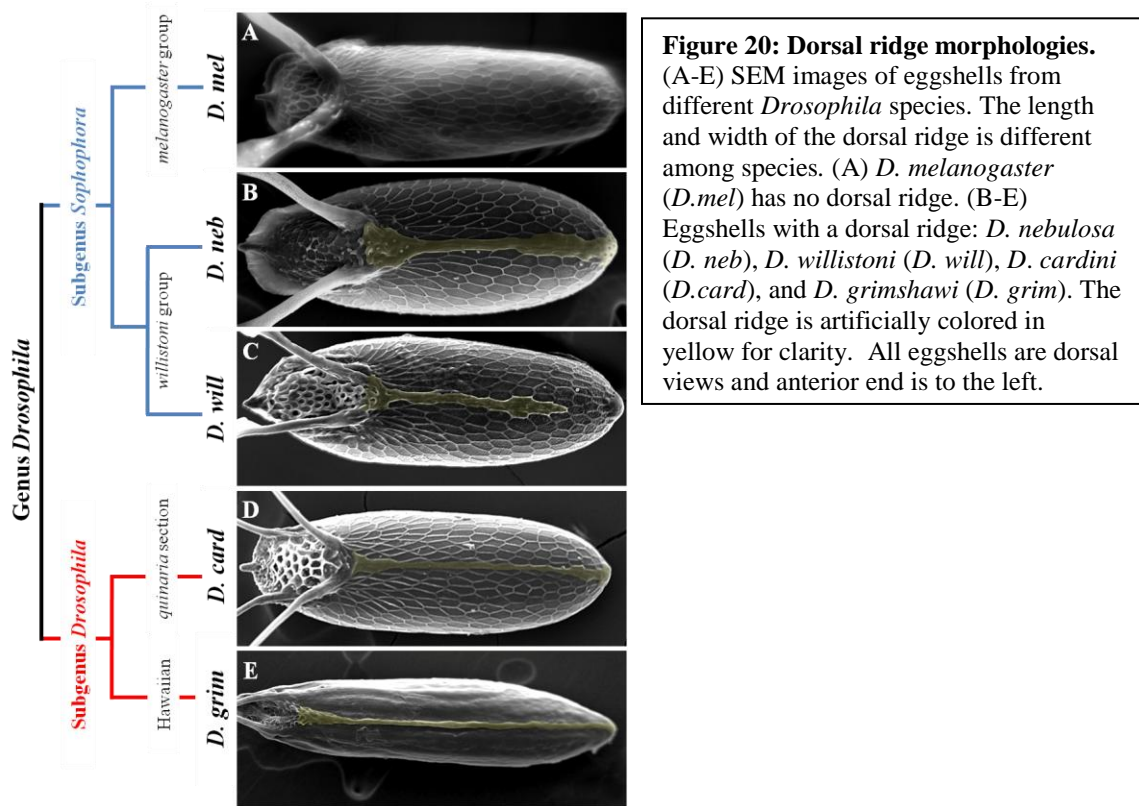 Genus Drosophila
Subgenus Sophophora
Subgenus Drosophila
melanogaster group
willistoni group
quinaria section
Hawaiian
D. mel
D. neb
D. will
D. card
D. grim
A
B
C
D
E
Figure 20: Dorsal ridge morphologies.
(A-E) SEM images of eggshells from
different Drosophila species. The length
and width of the dorsal ridge is different
among species. (A) D. melanogaster
(D.mel) has no dorsal ridge. (B-E)
Eggshells with a dorsal ridge: D. nebulosa
(D. neb), D. willistoni (D. will), D. cardini
(D.card), and D. grimshawi (D. grim). The
dorsal ridge is artificially colored in
yellow for clarity.  All eggshells are dorsal
views and anterior end is to the left.